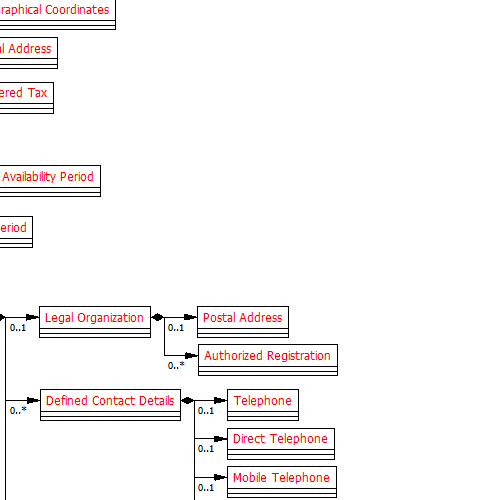 raphical Coordinates
al Address
ered Tax
Availability Period
eriod
Legal Organization
Postal Address
0..1
0..1
Authorized Registration
0..*
Defined Contact Details
Telephone
0..*
0..1
Direct Telephone
0..1
Mobile Telephone
0..1